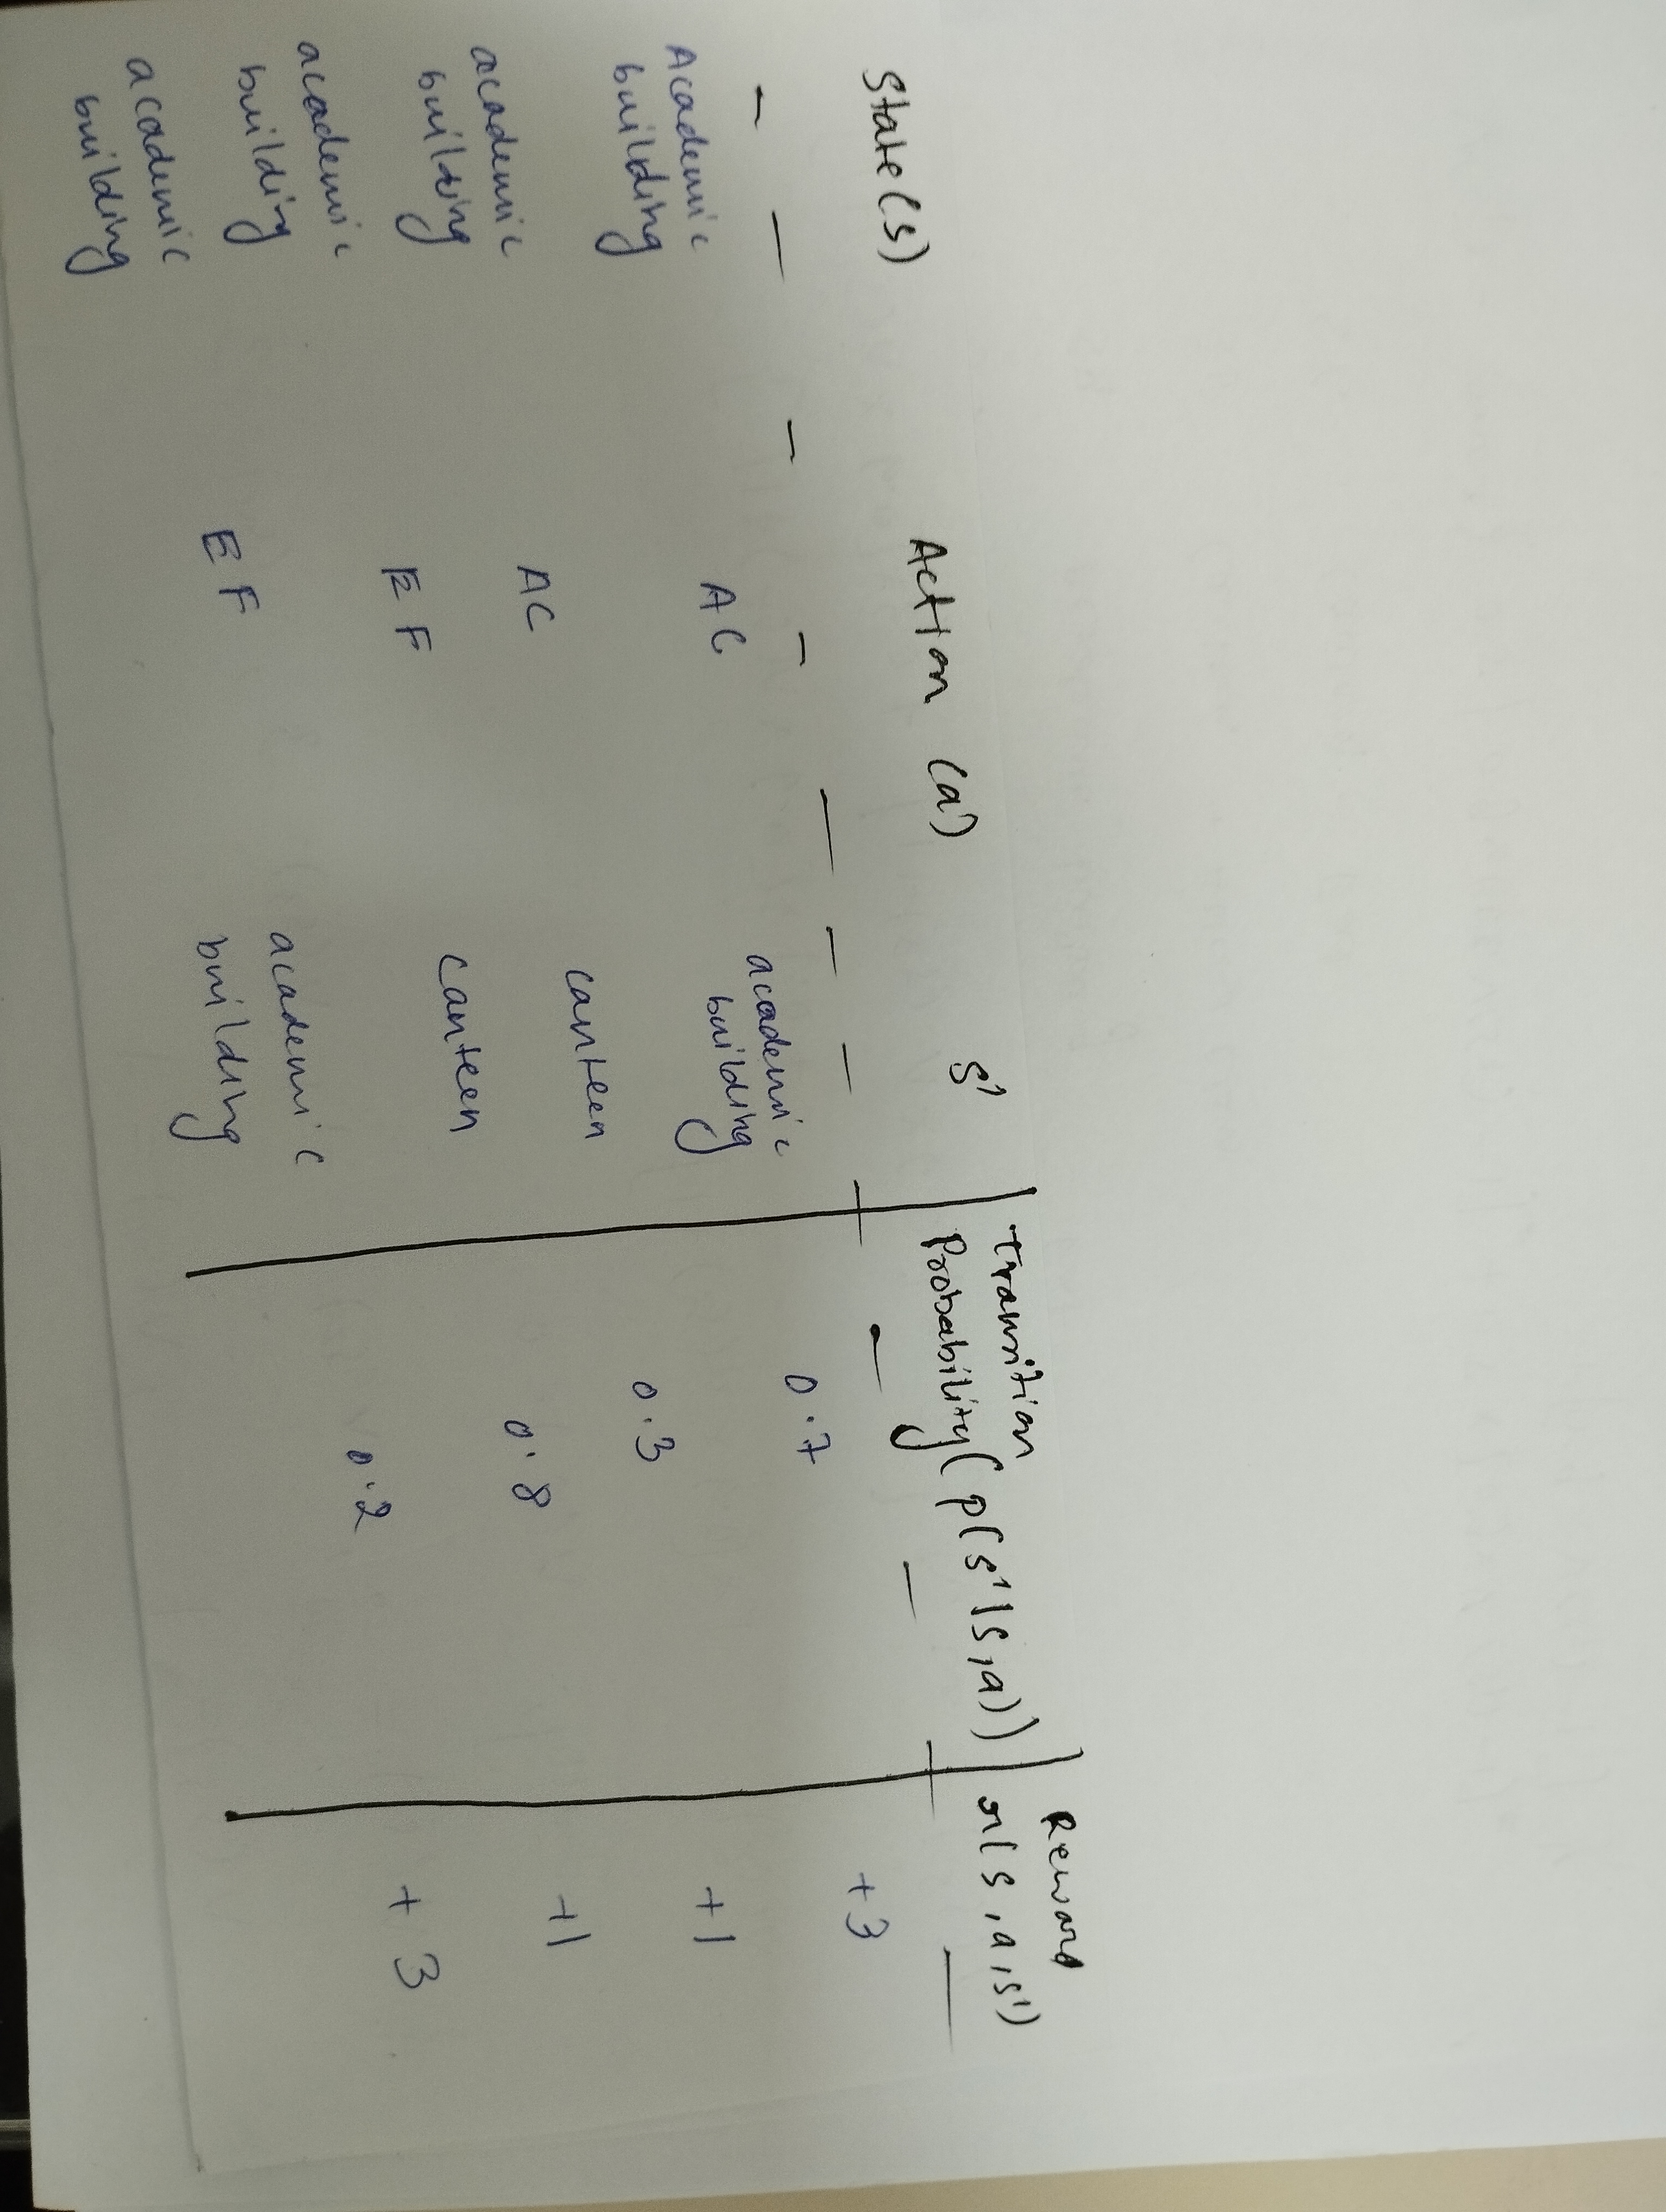 State(s) Action (a) s' transition Reward
Probability( p(s'|s,a)) r(s,a,s')
Academic building AC academic building 0.7 +3
academic building AC canteen 0.3 +1
academic building EF canteen 0.8 +1
academic building EF academic building 0.2 +3